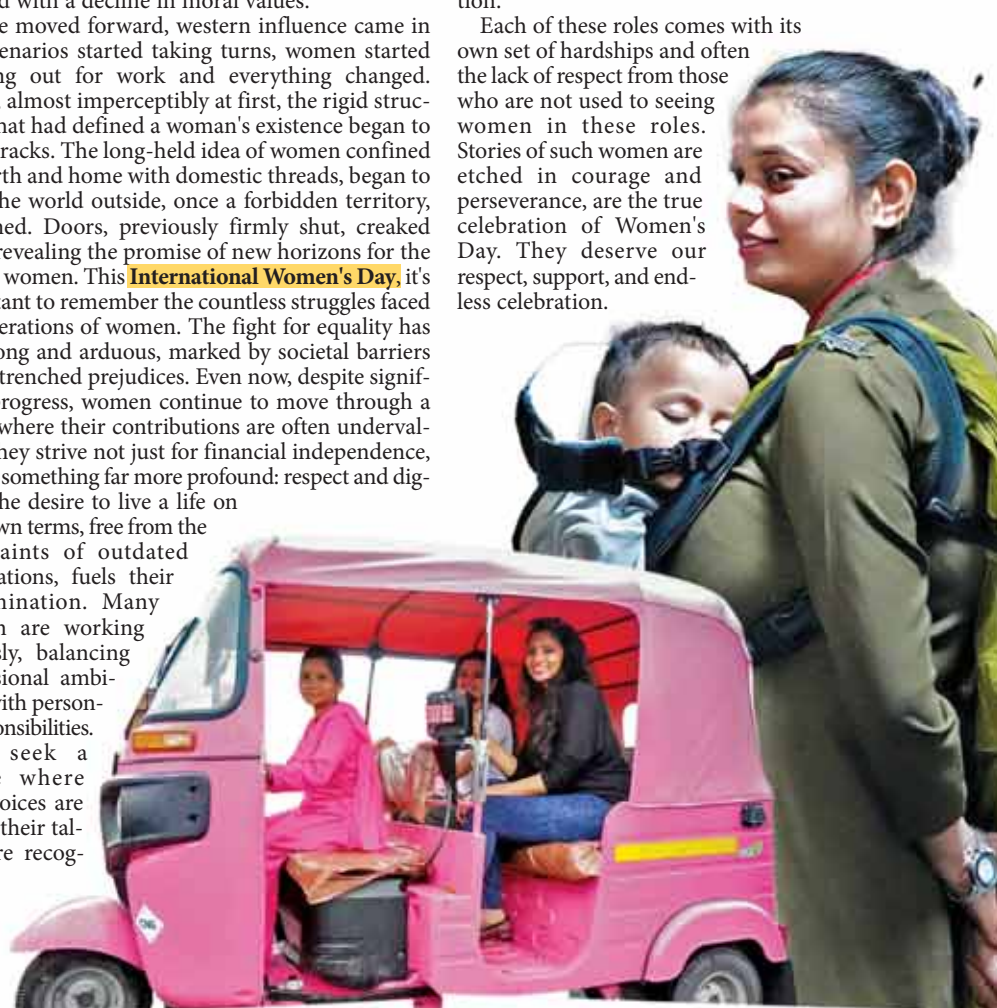 d with a decline in moral values.
e moved forward, western influence came in
enarios started taking turns, women started
ng out for work and everything changed.
almost imperceptibly at first, the rigid struc-
hat had defined a woman's existence began to
racks. The long-held idea of women confined
rth and home with domestic threads, began to
he world outside, once a forbidden territory,
ned. Doors, previously firmly shut, creaked
revealing the promise of new horizons for the
women. This International Women's Day, it's
tant to remember the countless struggles faced
erations of women. The fight for equality has
ong and arduous, marked by societal barriers
trenched prejudices. Even now, despite signif-
rogress, women continue to move through a
where their contributions are often underval-
hey strive not just for financial independence,
something far more profound: respect and dig-
he desire to live a life on
wn terms, free from the
aints of outdated
ations, fuels their
mination. Many
n are working
sly, balancing
sional ambi-
vith person-
onsibilities.
seek a
e where
oices are
their tal-
re recog-
tion.
Each of these roles comes with its
own set of hardships and often
the lack of respect from those
who are not used to seeing
women in these roles.
Stories of such women are
etched in courage and
perseverance, are the true
celebration of Women's
Day. They deserve our
respect, support, and end-
less celebration.